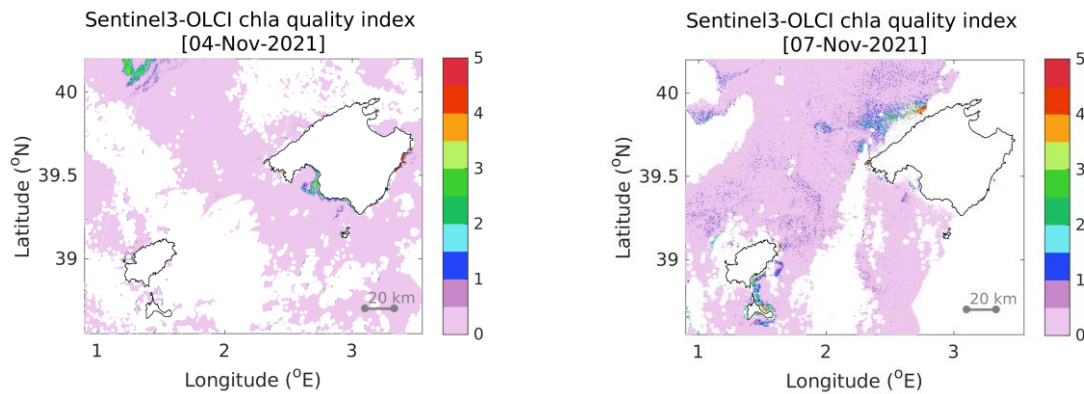 Sentinel3-OLCI chla quality index
[04-Nov-2021]
5
4
3
2
1
0
40
39.5
39
Latitude (°N)
20 km
1
2
3
Longitude (°E)
Sentinel3-OLCI chla quality index
[07-Nov-2021]
5
4
3
2
1
0
40
39.5
39
Latitude (°N)
20 km
1
2
3
Longitude (°E)